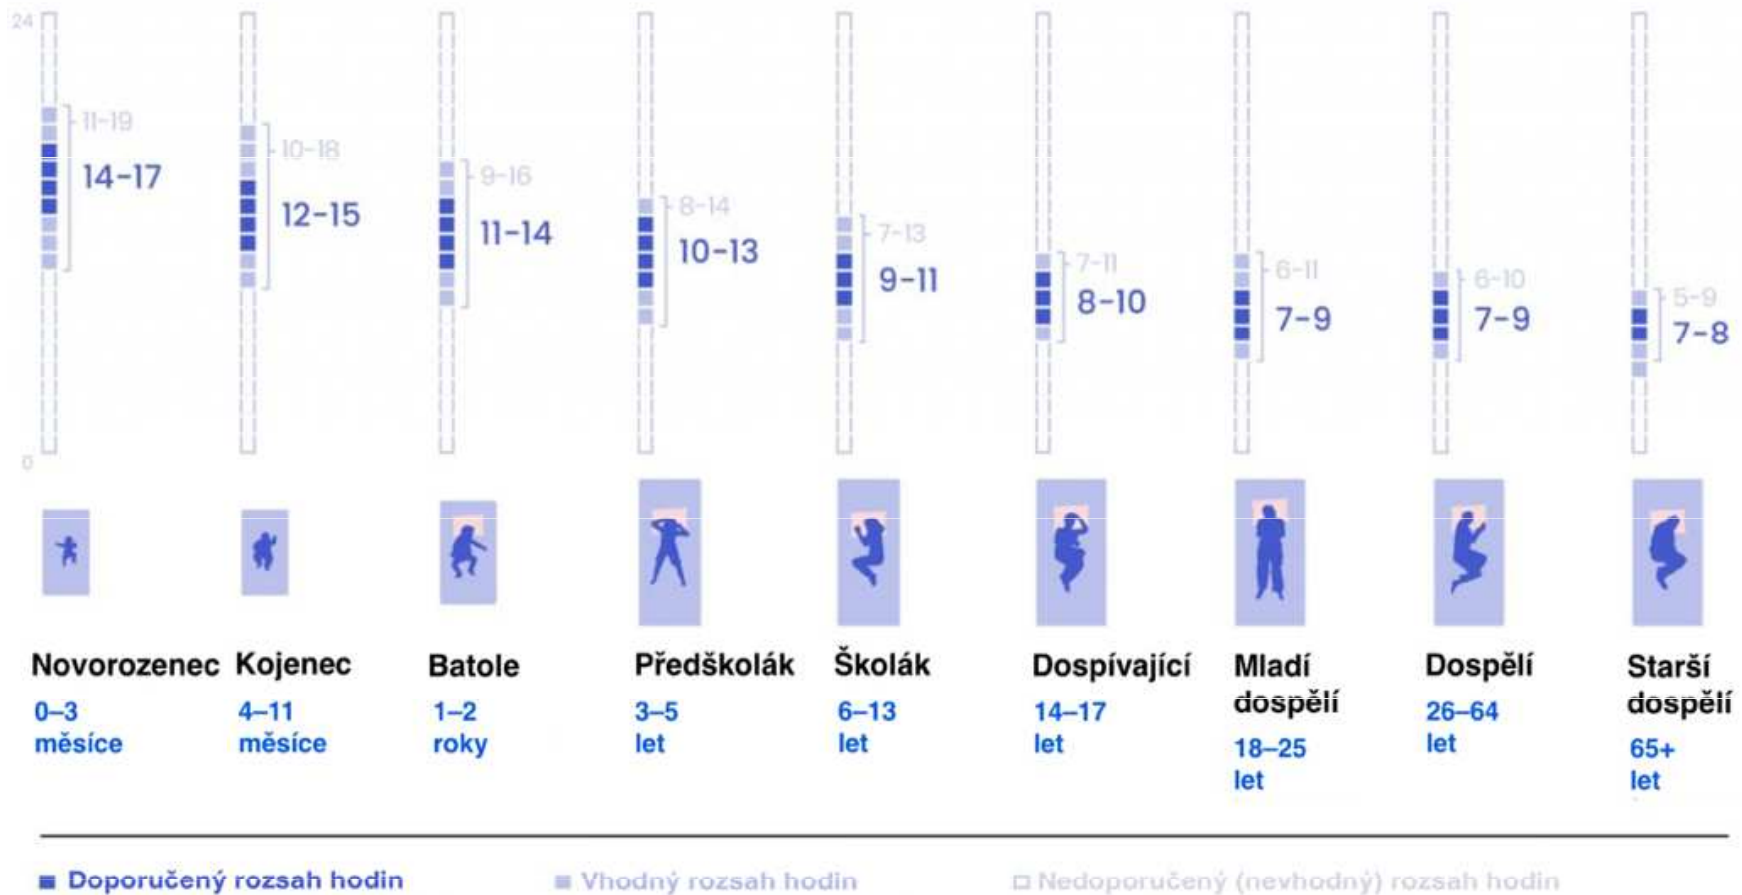 24
11-19
14-17
10-18
12-15
9-16
11-14
8-14
10-13
7-13
9-11
7-11
8-10
6-11
7-9
6-10
7-9
5-9
7-8
0
Novorozenec
0–3
měsíce
Kojenec
4–11
měsíce
Batole
1–2
roky
Předškolák
3–5
let
Školák
6–13
let
Dospívající
14–17
let
Mladí
dospělí
18–25
let
Dospělí
26–64
let
Starší
dospělí
65+
let
Doporučený rozsah hodin
Vhodný rozsah hodin
Nedoporučený (nevhodný) rozsah hodin